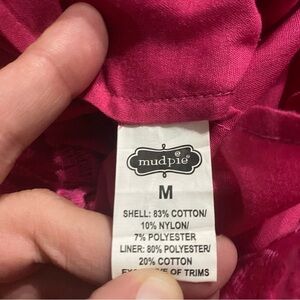 mudpie
M
SHELL: 83% COTTON/
10% NYLON/
7% POLYESTER
LINER: 80% POLYESTER/
20% COTTON
OF TRIMS